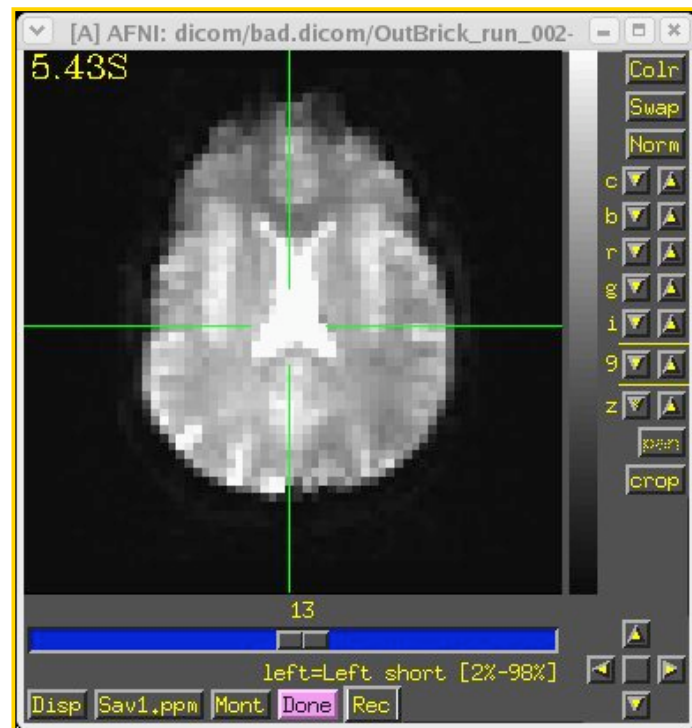 [A] AFNI: dicom/bad.dicom/OutBrick_run_002-
5.43S
Colr
Swap
Norm
c
b
r
g
i
9
z
pan
crop
13
left=Left short [2%-98%]
Disp Sav1.ppm Mont Done Rec